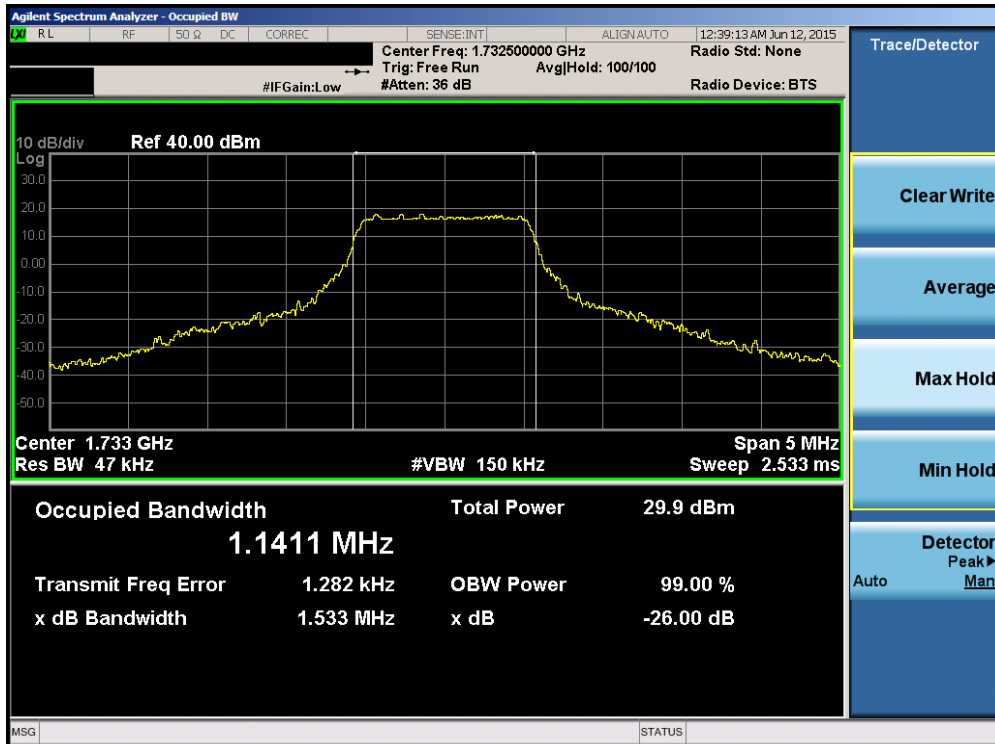 Agilent Spectrum Analyzer - Occupied BW
LXI RL RF 50 Ω DC CORREC SENSE:INT ALIGN AUTO 12:39:13 AM Jun 12, 2015
Center Freq: 1.732500000 GHz Radio Std: None
Trig: Free Run Avg|Hold: 100/100
#IFGain:Low #Atten: 36 dB Radio Device: BTS
10 dB/div Ref 40.00 dBm
Log
30.0
20.0
10.0
0.00
-10.0
-20.0
-30.0
-40.0
-50.0
Center 1.733 GHz Span 5 MHz
Res BW 47 kHz #VBW 150 kHz Sweep 2.533 ms
Occupied Bandwidth Total Power 29.9 dBm
1.1411 MHz
Transmit Freq Error 1.282 kHz OBW Power 99.00 %
x dB Bandwidth 1.533 MHz x dB -26.00 dB
Trace/Detector
Clear Write
Average
Max Hold
Min Hold
Detector
Peak▶
Auto Man
MSG STATUS